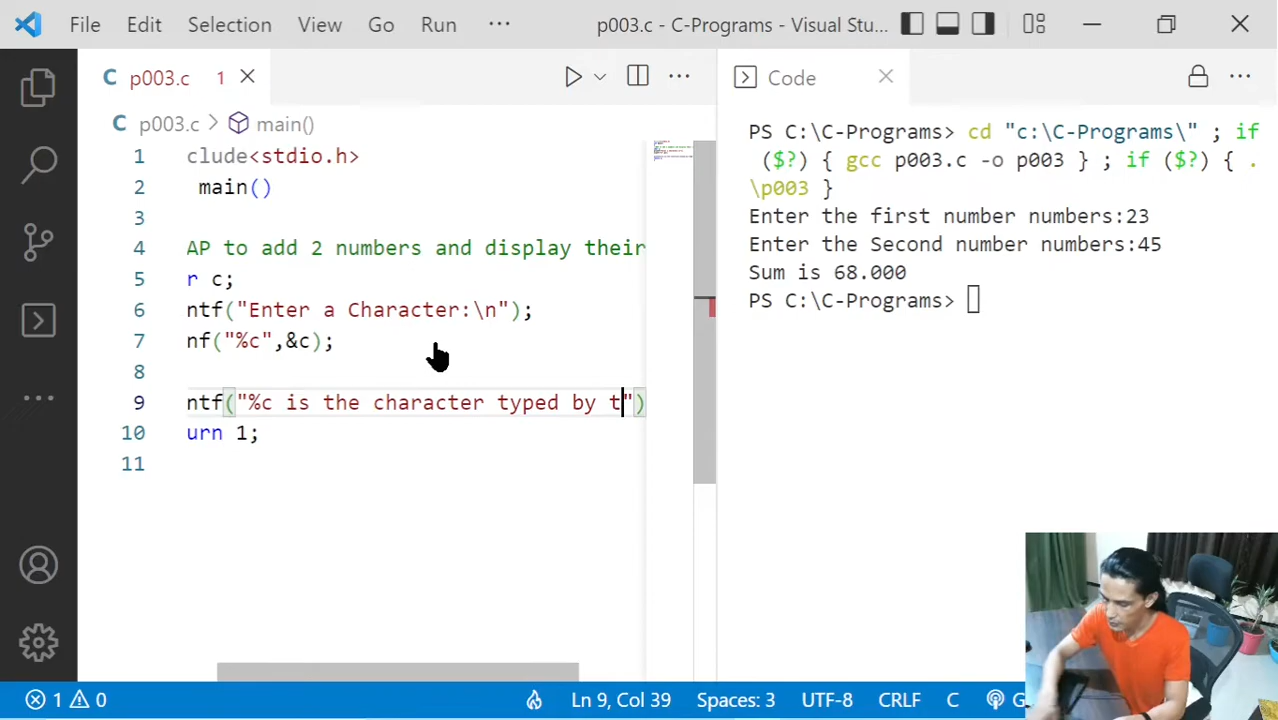 File Edit Selection View Go Run ··· p003.c - C-Programs - Visual Stu...
C p003.c 1
Code
C p003.c > main()
1 clude<stdio.h>
2 main()
3
4 AP to add 2 numbers and display their
5 r c;
6 ntf("Enter a Character:\n");
7 nf("%c",&c);
8
9 ntf("%c is the character typed by t")
10 urn 1;
11
PS C:\C-Programs> cd "c:\C-Programs\" ; if
($?) { gcc p003.c -o p003 } ; if ($?) { .
\p003 }
Enter the first number numbers:23
Enter the Second number numbers:45
Sum is 68.000
PS C:\C-Programs>
1 0 Ln 9, Col 39 Spaces: 3 UTF-8 CRLF C G